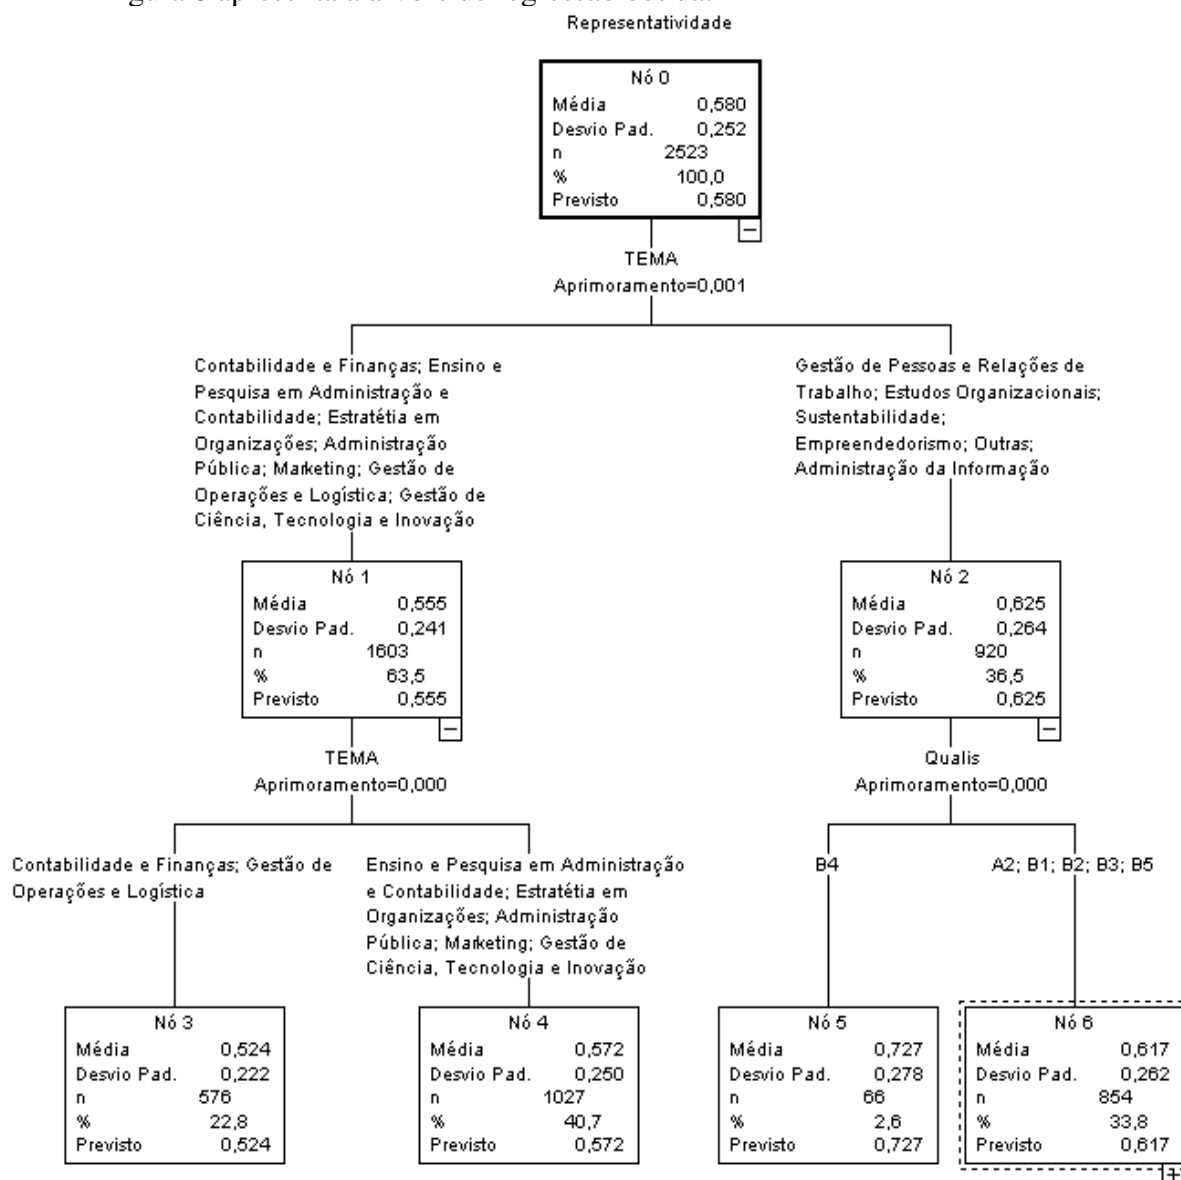 Representatividade
Nó 0
Média 0,580
Desvio Pad. 0,252
n 2523
% 100,0
Previsto 0,580
TEMA
Aprimoramento=0,001
Contabilidade e Finanças; Ensino e
Pesquisa em Administração e
Contabilidade; Estratétia em
Organizações; Administração
Pública; Marketing; Gestão de
Operações e Logística; Gestão de
Ciência, Tecnologia e Inovação
Gestão de Pessoas e Relações de
Trabalho; Estudos Organizacionais;
Sustentabilidade;
Empreendedorismo; Outras;
Administração da Informação
Nó 1
Média 0,555
Desvio Pad. 0,241
n 1603
% 63,5
Previsto 0,555
Nó 2
Média 0,625
Desvio Pad. 0,264
n 920
% 36,5
Previsto 0,625
TEMA
Aprimoramento=0,000
Qualis
Aprimoramento=0,000
Contabilidade e Finanças; Gestão de
Operações e Logística
Ensino e Pesquisa em Administração
e Contabilidade; Estratétia em
Organizações; Administração
Pública; Marketing; Gestão de
Ciência, Tecnologia e Inovação
B4
A2; B1; B2; B3; B5
Nó 3
Média 0,524
Desvio Pad. 0,222
n 576
% 22,8
Previsto 0,524
Nó 4
Média 0,572
Desvio Pad. 0,250
n 1027
% 40,7
Previsto 0,572
Nó 5
Média 0,727
Desvio Pad. 0,278
n 66
% 2,6
Previsto 0,727
Nó 6
Média 0,617
Desvio Pad. 0,262
n 854
% 33,8
Previsto 0,617